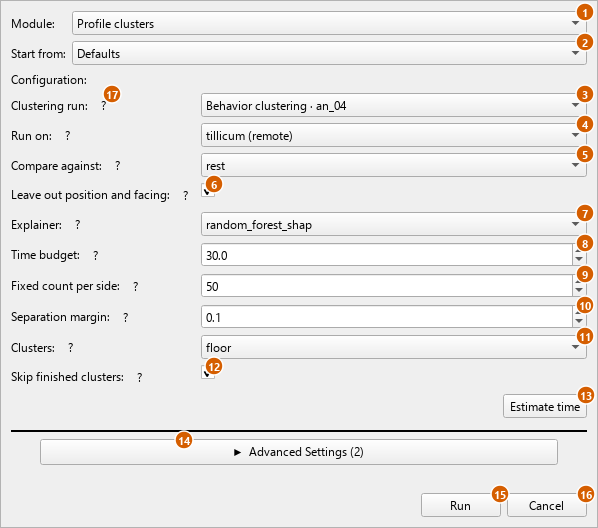 Module: Profile clusters 1
Start from: Defaults 2
Configuration:
17
Clustering run: ? Behavior clustering · an_04 3
Run on: ? tillicum (remote) 4
Compare against: ? rest 5
Leave out position and facing: ? 6
Explainer: ? random_forest_shap 7
Time budget: ? 30.0 8
Fixed count per side: ? 50 9
Separation margin: ? 0.1 10
Clusters: ? floor 11
Skip finished clusters: ? 12
Estimate time 13
► Advanced Settings (2) 14
Run 15 Cancel 16